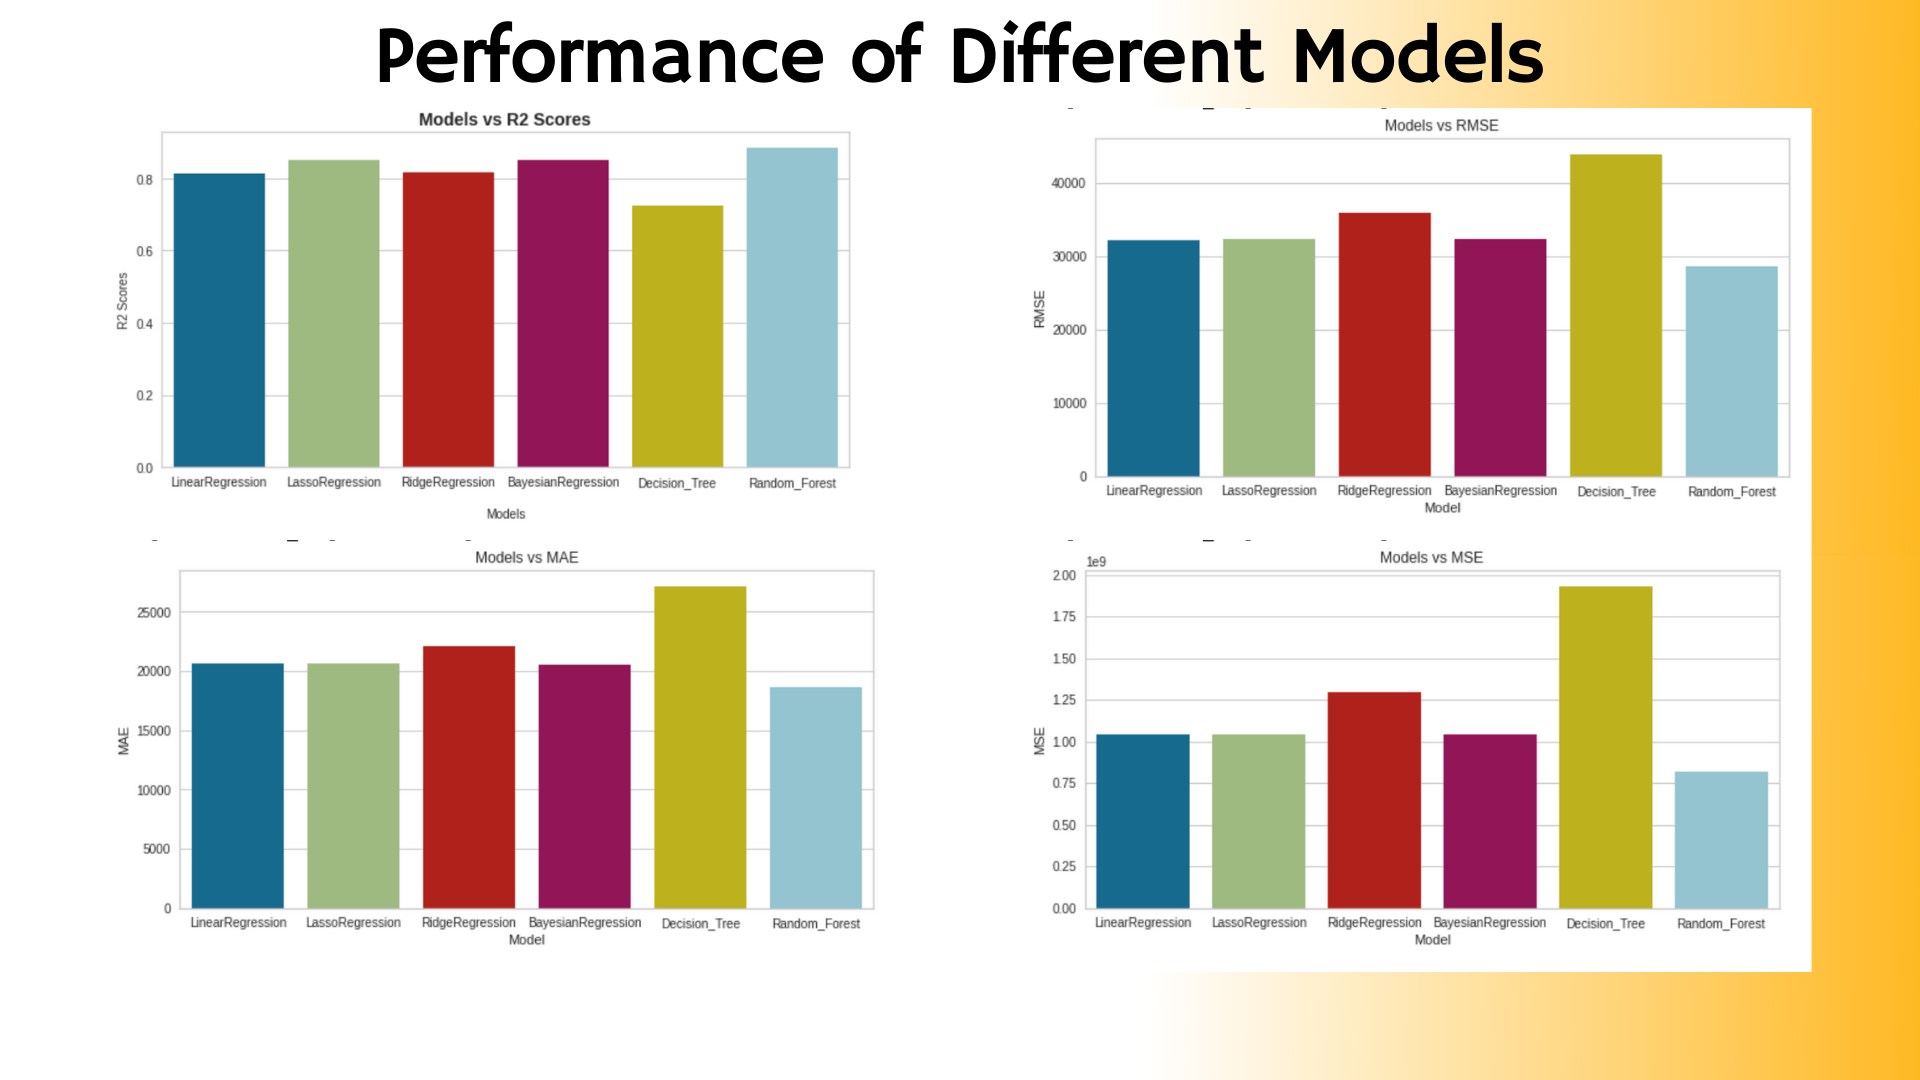 Performance of Different Models
Models vs R2 Scores
R2 Scores
0.8
0.6
0.4
0.2
0.0
LinearRegression LassoRegression RidgeRegression BayesianRegression Decision_Tree Random_Forest
Models
Models vs RMSE
RMSE
40000
30000
20000
10000
0
LinearRegression LassoRegression RidgeRegression BayesianRegression Decision_Tree Random_Forest
Model
Models vs MAE
MAE
25000
20000
15000
10000
5000
0
LinearRegression LassoRegression RidgeRegression BayesianRegression Decision_Tree Random_Forest
Model
Models vs MSE
1e9
MSE
2.00
1.75
1.50
1.25
1.00
0.75
0.50
0.25
0.00
LinearRegression LassoRegression RidgeRegression BayesianRegression Decision_Tree Random_Forest
Model